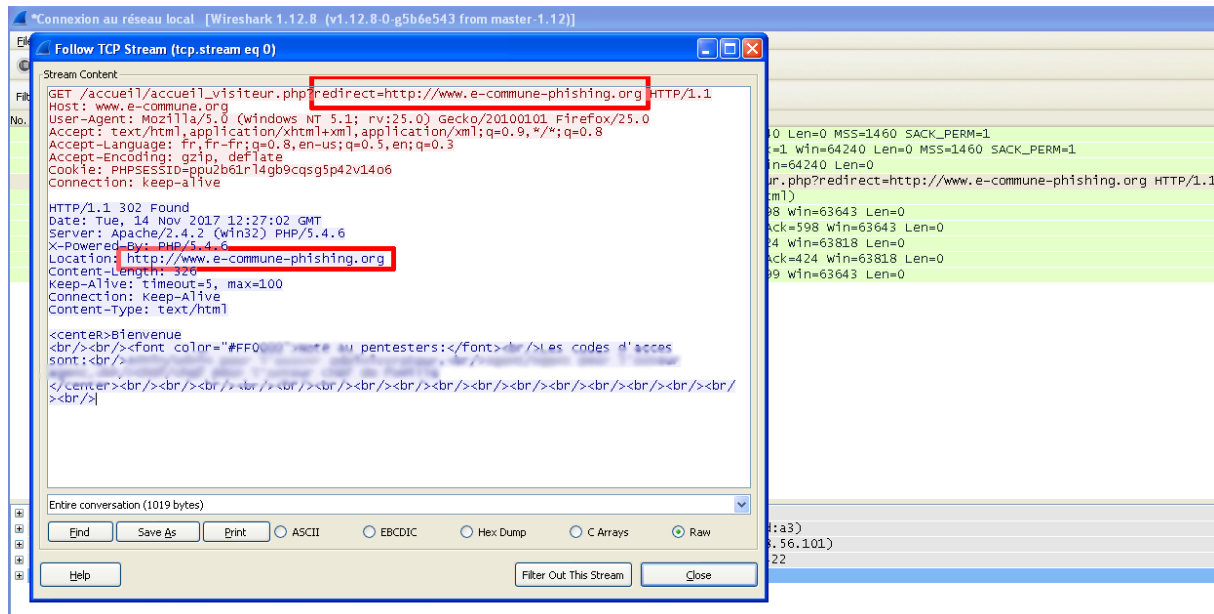 *Connexion au réseau local [Wireshark 1.12.8 (v1.12.8-0-g5b6e543 from master-1.12)]
Follow TCP Stream (tcp.stream eq 0)
Stream Content
GET /accueil/accueil_visiteur.php?redirect=http://www.e-commune-phishing.org HTTP/1.1
Host: www.e-commune.org
User-Agent: Mozilla/5.0 (Windows NT 5.1; rv:25.0) Gecko/20100101 Firefox/25.0
Accept: text/html,application/xhtml+xml,application/xml;q=0.9,*/*;q=0.8
Accept-Language: fr,fr-fr;q=0.8,en-us;q=0.5,en;q=0.3
Accept-Encoding: gzip, deflate
Cookie: PHPSESSID=ppu2b61rl4gb9cqsg5p42v14o6
Connection: keep-alive
HTTP/1.1 302 Found
Date: Tue, 14 Nov 2017 12:27:02 GMT
Server: Apache/2.4.2 (Win32) PHP/5.4.6
X-Powered-By: PHP/5.4.6
Location: http://www.e-commune-phishing.org
Content-Length: 326
Keep-Alive: timeout=5, max=100
Connection: Keep-Alive
Content-Type: text/html
<centeR>Bienvenue
<br/><br/><font color="#FF0000">note au pentesters:</font><br/>Les codes d'acces
sont:<br/>
</center><br/><br/><br/><br/><br/><br/><br/><br/><br/><br/><br/><br/><br/><br/
><br/>
Entire conversation (1019 bytes)
Find
Save As
Print
ASCII
EBCDIC
Hex Dump
C Arrays
Raw
Help
Filter Out This Stream
Close
No.
0 Len=0 MSS=1460 SACK_PERM=1
=1 Win=64240 Len=0 MSS=1460 SACK_PERM=1
in=64240 Len=0
ur.php?redirect=http://www.e-commune-phishing.org HTTP/1.1
tml)
98 Win=63643 Len=0
Ack=598 Win=63643 Len=0
24 Win=63818 Len=0
Ack=424 Win=63818 Len=0
99 Win=63643 Len=0
d:a3)
8.56.101)
22